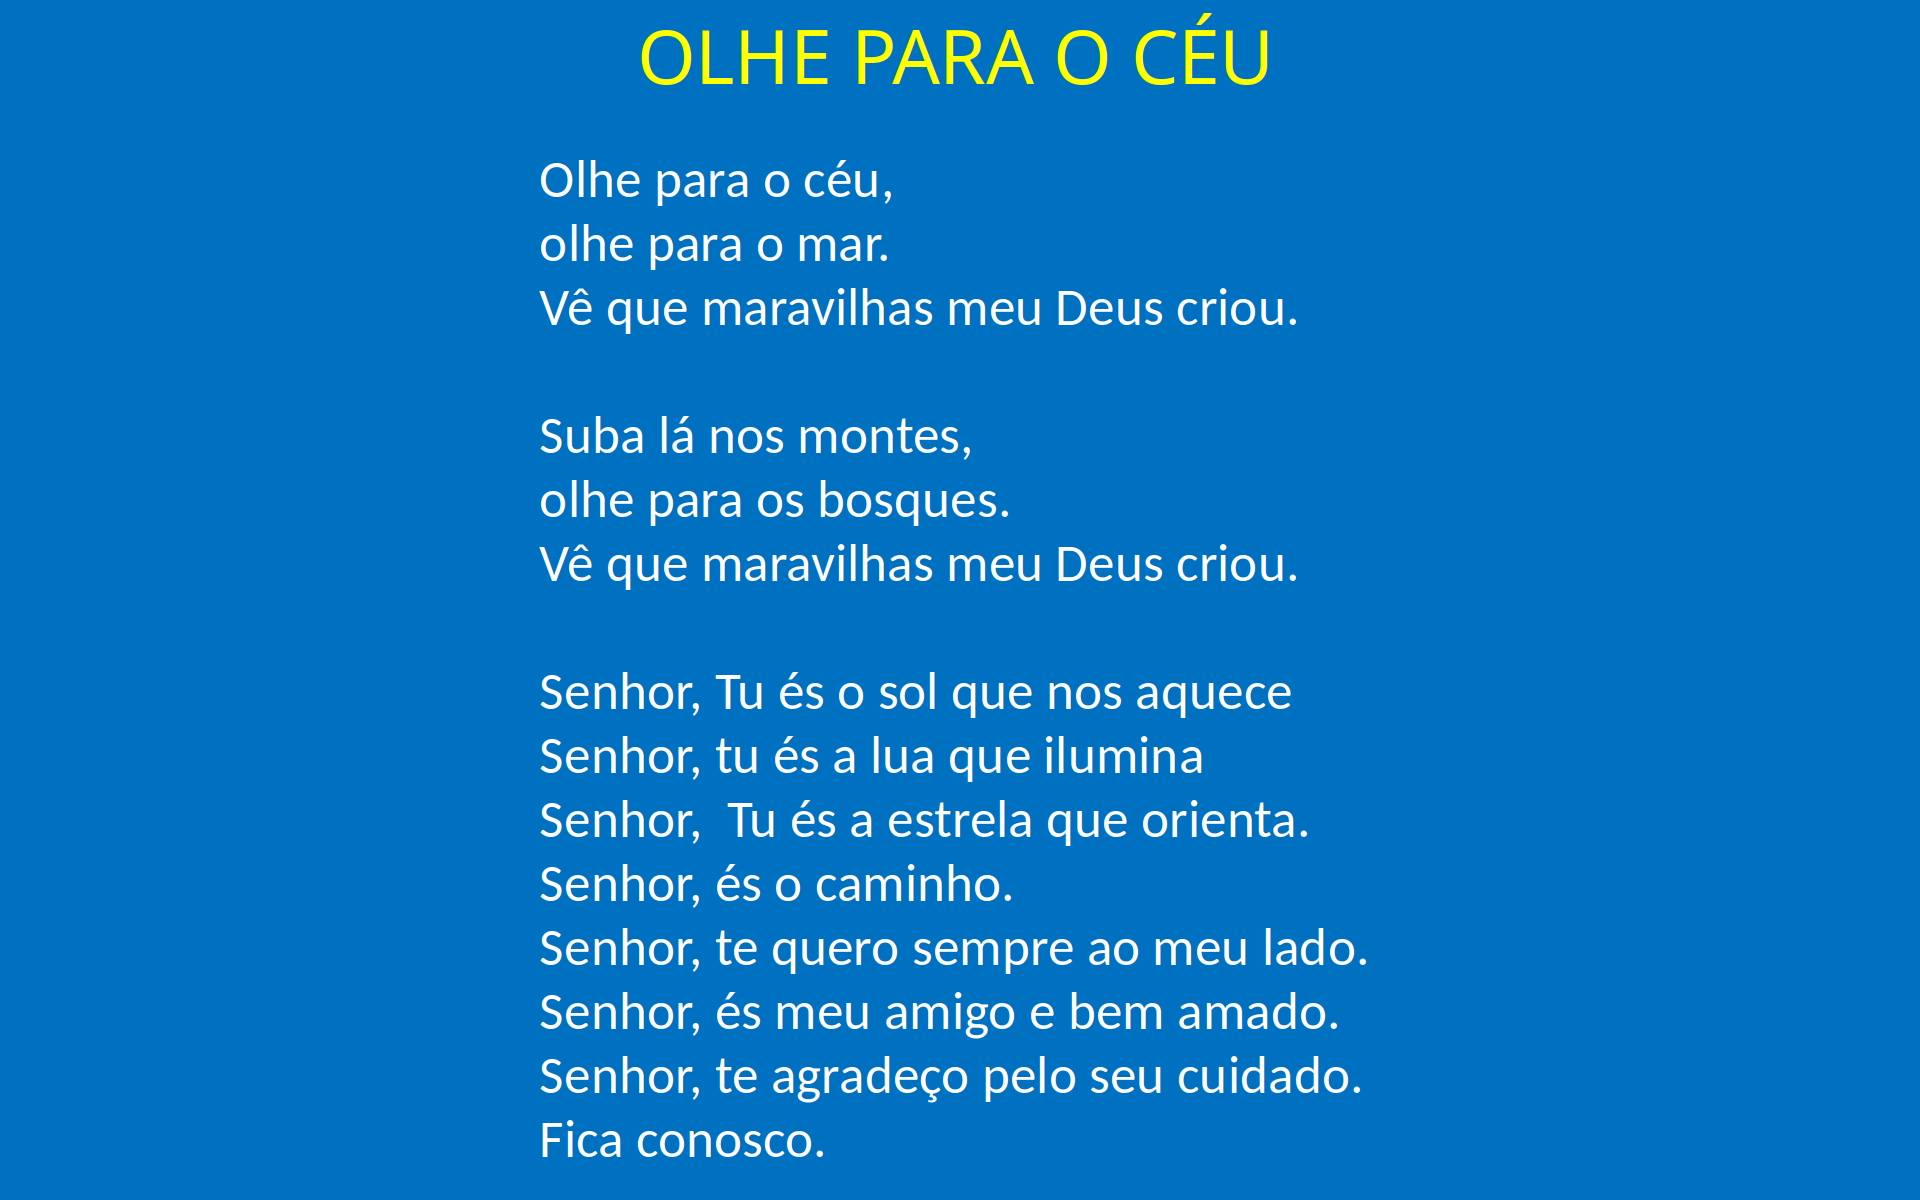 OLHE PARA O CÉU
Olhe para o céu,
olhe para o mar.
Vê que maravilhas meu Deus criou.
Suba lá nos montes,
olhe para os bosques.
Vê que maravilhas meu Deus criou.
Senhor, Tu és o sol que nos aquece
Senhor, tu és a lua que ilumina
Senhor,  Tu és a estrela que orienta.
Senhor, és o caminho.
Senhor, te quero sempre ao meu lado.
Senhor, és meu amigo e bem amado.
Senhor, te agradeço pelo seu cuidado.
Fica conosco.